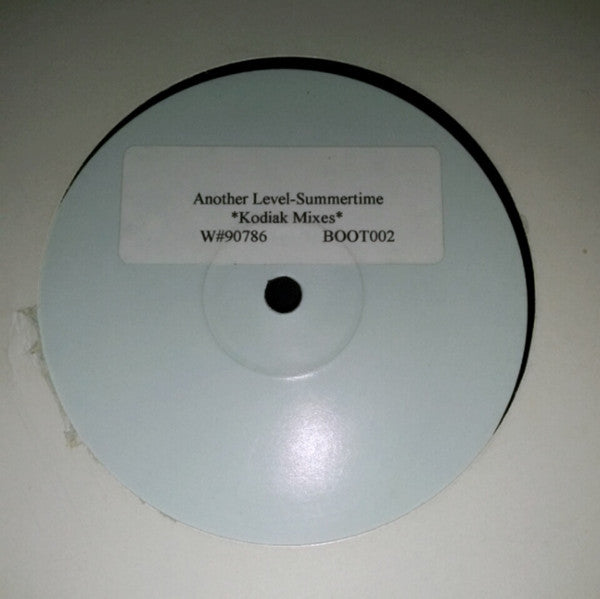 Another Level-Summertime
*Kodiak Mixes*
W#90786 BOOT002